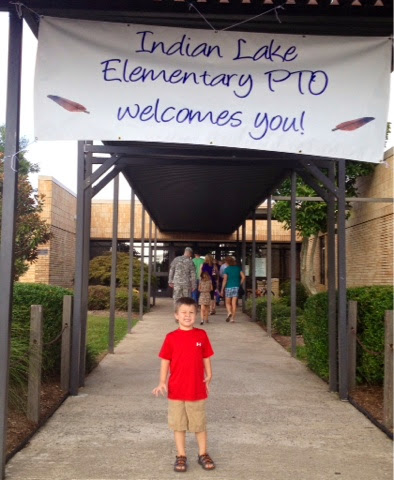 Indian Lake
Elementary PTO
welcomes you!